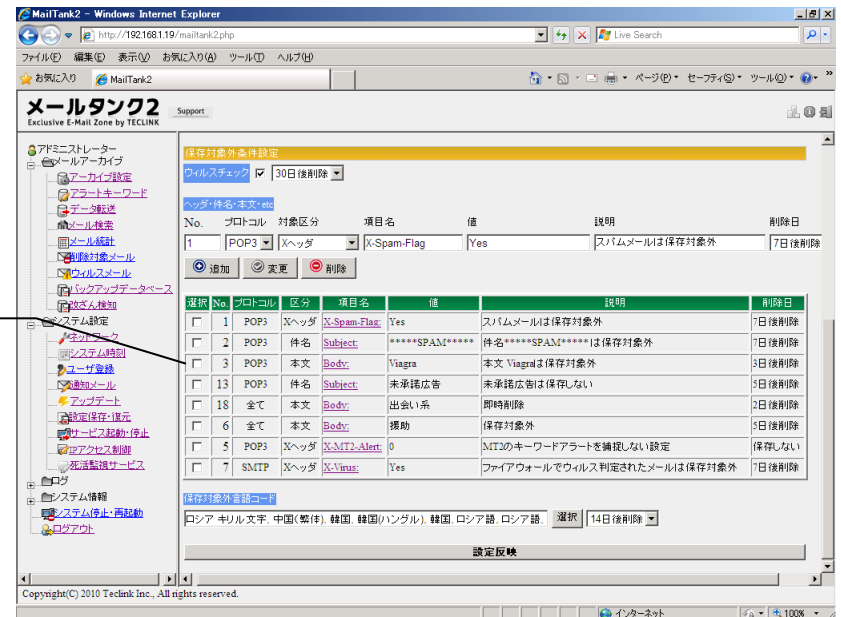 MailTank2 - Windows Internet Explorer
http://192.168.1.19/mailtank2.php
Live Search
ファイル(F) 編集(E) 表示(V) お気に入り(A) ツール(T) ヘルプ(H)
お気に入り MailTank2 ページ(P) セーフティ(S) ツール(O)
メールタンク2 Support
Exclusive E-Mail Zone by TECLINK
アドミニストレーター
メールアーカイブ
アーカイブ設定
アラートキーワード
データ転送
メール検索
メール統計
削除対象メール
ウィルスメール
バックアップデータベース
改ざん検知
システム設定
ネットワーク
システム時刻
ユーザ登録
通知メール
アップデート
設定保存・復元
サービス起動・停止
IPアクセス制御
死活監視サービス
ログ
システム情報
システム停止・再起動
ログアウト
保存対象外条件設定
ウィルスチェック 30日後削除
ヘッダ・件名・本文・etc
No. プロトコル 対象区分 項目名 値 説明 削除日
1 POP3 Xヘッダ X-Spam-Flag Yes スパムメールは保存対象外 7日後削除
追加 変更 削除
選択 No. プロトコル 区分 項目名 値 説明 削除日
1 POP3 Xヘッダ X-Spam-Flag: Yes スパムメールは保存対象外 7日後削除
2 POP3 件名 Subject: *****SPAM***** 件名*****SPAM*****は保存対象外 7日後削除
3 POP3 本文 Body: Viagra 本文 Viagraは保存対象外 3日後削除
13 POP3 件名 Subject: 未承諾広告 未承諾広告は保存しない 5日後削除
18 全て 本文 Body: 出会い系 即時削除 2日後削除
6 全て 本文 Body: 援助 保存対象外 5日後削除
5 POP3 Xヘッダ X-MT2-Alert: 0 MT2のキーワードアラートを捕捉しない設定 保存しない
7 SMTP Xヘッダ X-Virus: Yes ファイアウォールでウィルス判定されたメールは保存対象外 7日後削除
保存対象外言語コード
ロシア キリル文字, 中国(繁体), 韓国, 韓国(ハングル), 韓国, ロシア語, ロシア語, 選択 14日後削除
設定反映
Copyright(C) 2010 Teclink Inc., All rights reserved.
インターネット 100%